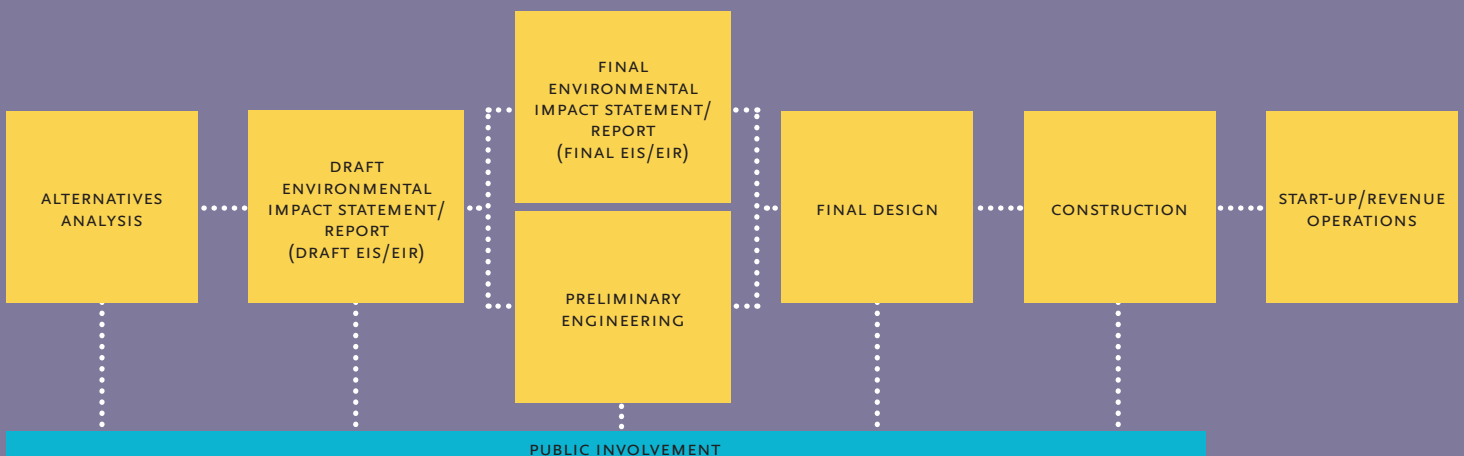 ALTERNATIVES
ANALYSIS
DRAFT
ENVIRONMENTAL
IMPACT STATEMENT/
REPORT
(DRAFT EIS/EIR)
FINAL
ENVIRONMENTAL
IMPACT STATEMENT/
REPORT
(FINAL EIS/EIR)
PRELIMINARY
ENGINEERING
FINAL DESIGN
CONSTRUCTION
START-UP/REVENUE
OPERATIONS
PUBLIC INVOLVEMENT